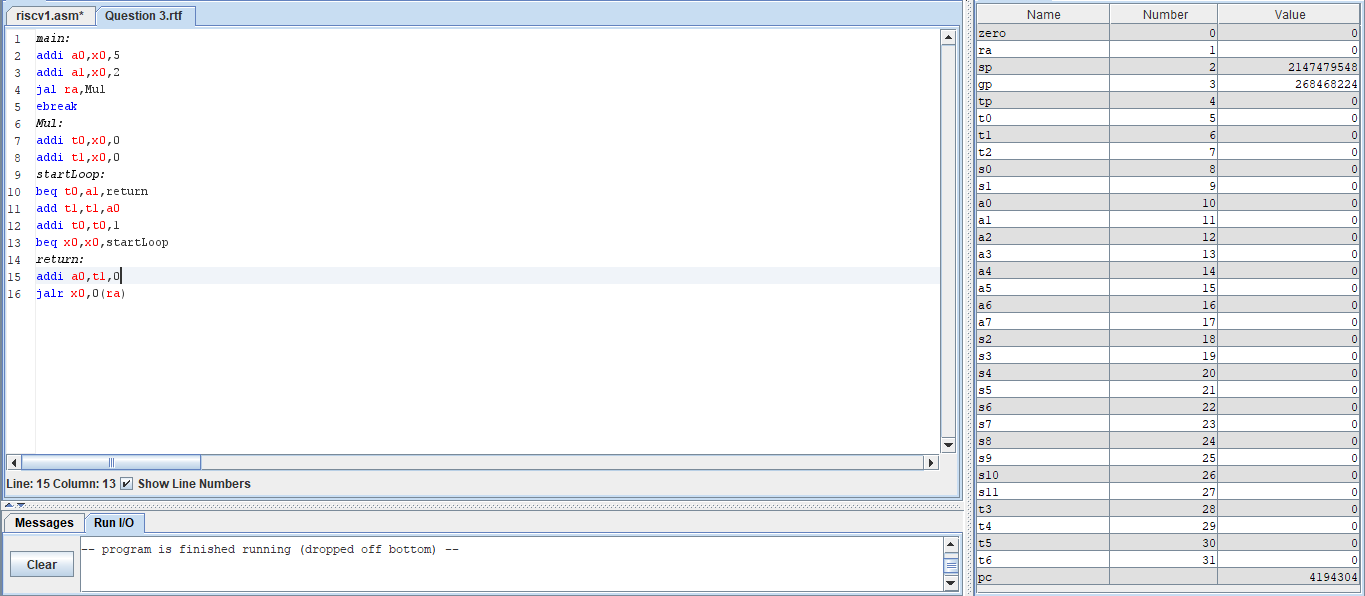 riscv1.asm* Question 3.rtf
1 main:
2 addi a0,x0,5
3 addi a1,x0,2
4 jal ra,Mul
5 ebreak
6 Mul:
7 addi t0,x0,0
8 addi t1,x0,0
9 startLoop:
10 beq t0,a1,return
11 add t1,t1,a0
12 addi t0,t0,1
13 beq x0,x0,startLoop
14 return:
15 addi a0,t1,0
16 jalr x0,0(ra)
Line: 15 Column: 13 Show Line Numbers
Messages Run I/O
Clear
-- program is finished running (dropped off bottom) --
Name Number Value
zero 0 0
ra 1 0
sp 2 2147479548
gp 3 268468224
tp 4 0
t0 5 0
t1 6 0
t2 7 0
s0 8 0
s1 9 0
a0 10 0
a1 11 0
a2 12 0
a3 13 0
a4 14 0
a5 15 0
a6 16 0
a7 17 0
s2 18 0
s3 19 0
s4 20 0
s5 21 0
s6 22 0
s7 23 0
s8 24 0
s9 25 0
s10 26 0
s11 27 0
t3 28 0
t4 29 0
t5 30 0
t6 31 0
pc 4194304